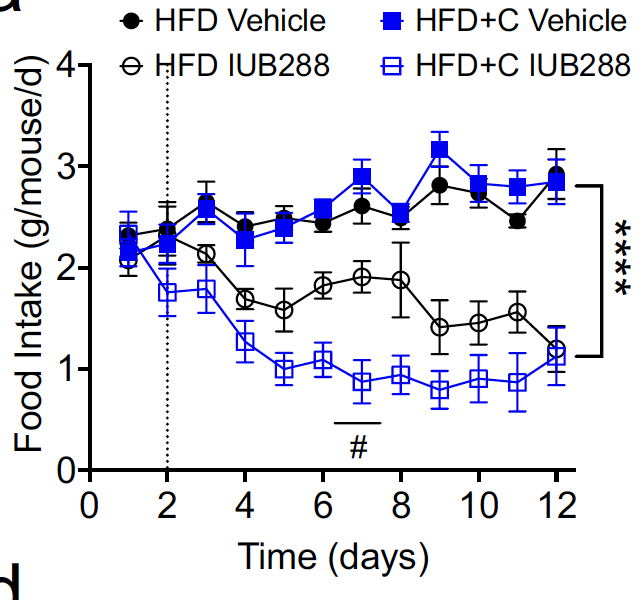 HFD Vehicle HFD+C Vehicle
HFD IUB288 HFD+C IUB288
Food Intake (g/mouse/d)
4
3
2
1
0
****
#
0 2 4 6 8 10 12
Time (days)